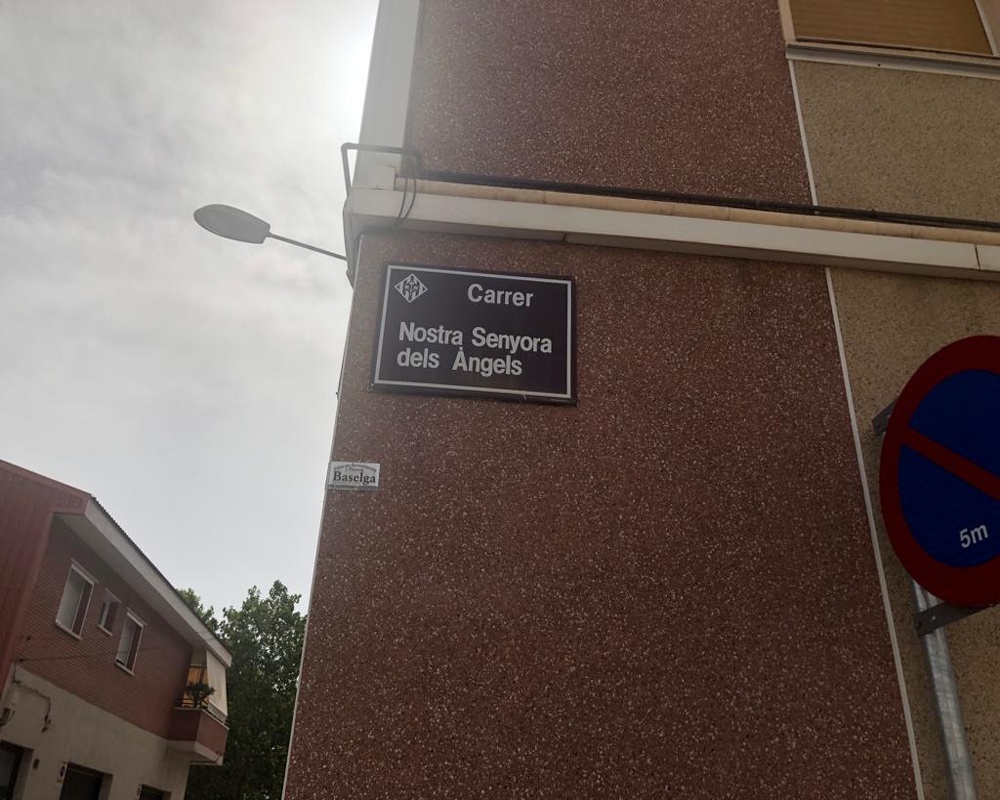 Carrer
Nostra Senyora
dels Àngels
Baselga
5m